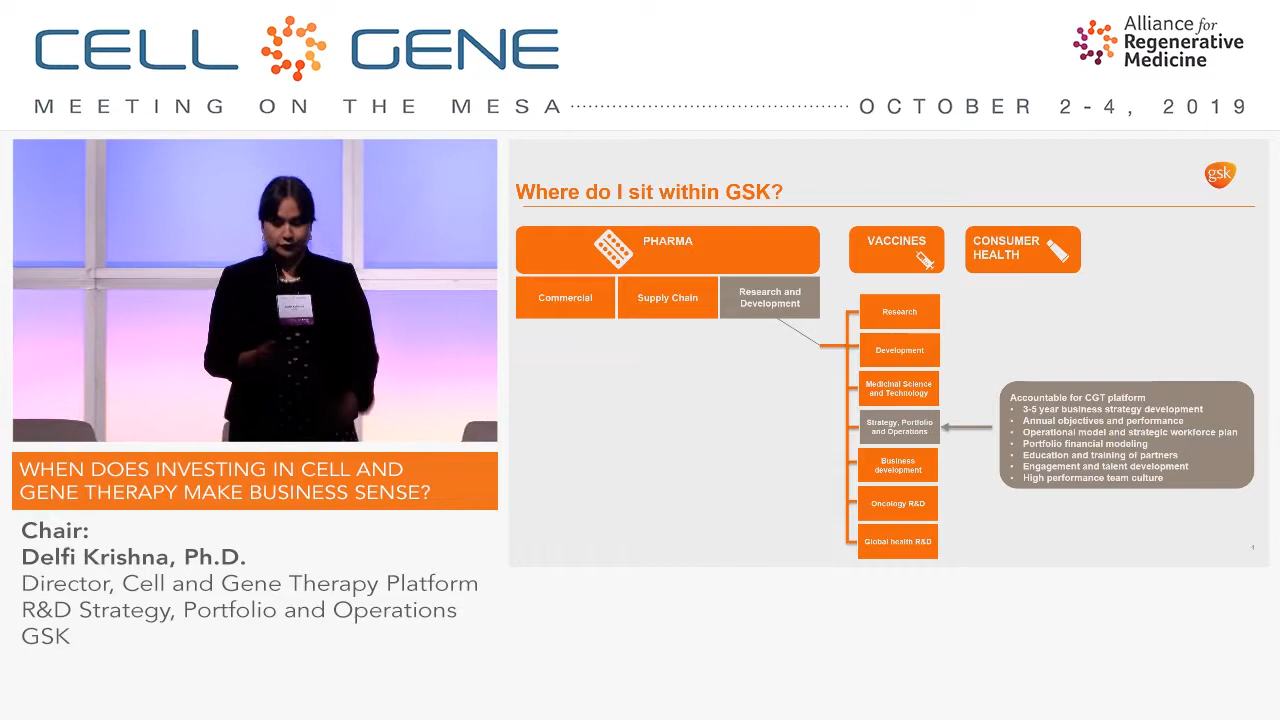 CELL GENE
Alliance for
Regenerative
Medicine
MEETING ON THE MESA
OCTOBER 2-4, 2019
gsk
Where do I sit within GSK?
PHARMA
VACCINES
CONSUMER
HEALTH
Commercial
Supply Chain
Research and
Development
Research
Development
Medicinal Science
and Technology
Strategy, Portfolio
and Operations
Business
development
Oncology R&D
Global health R&D
Accountable for CGT platform
• 3-5 year business strategy development
• Annual objectives and performance
• Operational model and strategic workforce plan
• Portfolio financial modeling
• Education and training of partners
• Engagement and talent development
• High performance team culture
WHEN DOES INVESTING IN CELL AND
GENE THERAPY MAKE BUSINESS SENSE?
Chair:
Delfi Krishna, Ph.D.
Director, Cell and Gene Therapy Platform
R&D Strategy, Portfolio and Operations
GSK